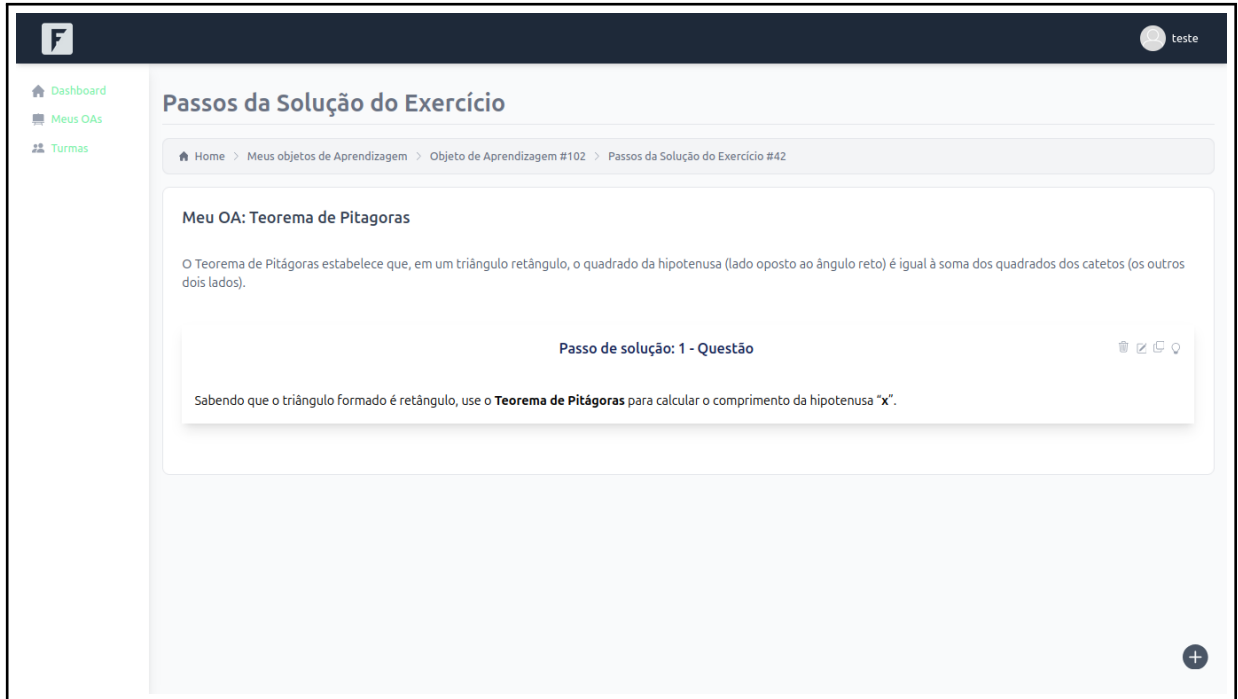 F
teste
Dashboard
Meus OAs
Turmas
Passos da Solução do Exercício
Home > Meus objetos de Aprendizagem > Objeto de Aprendizagem #102 > Passos da Solução do Exercício #42
Meu OA: Teorema de Pitagoras
O Teorema de Pitágoras estabelece que, em um triângulo retângulo, o quadrado da hipotenusa (lado oposto ao ângulo reto) é igual à soma dos quadrados dos catetos (os outros
dois lados).
Passo de solução: 1 - Questão
Sabendo que o triângulo formado é retângulo, use o Teorema de Pitágoras para calcular o comprimento da hipotenusa “x”.